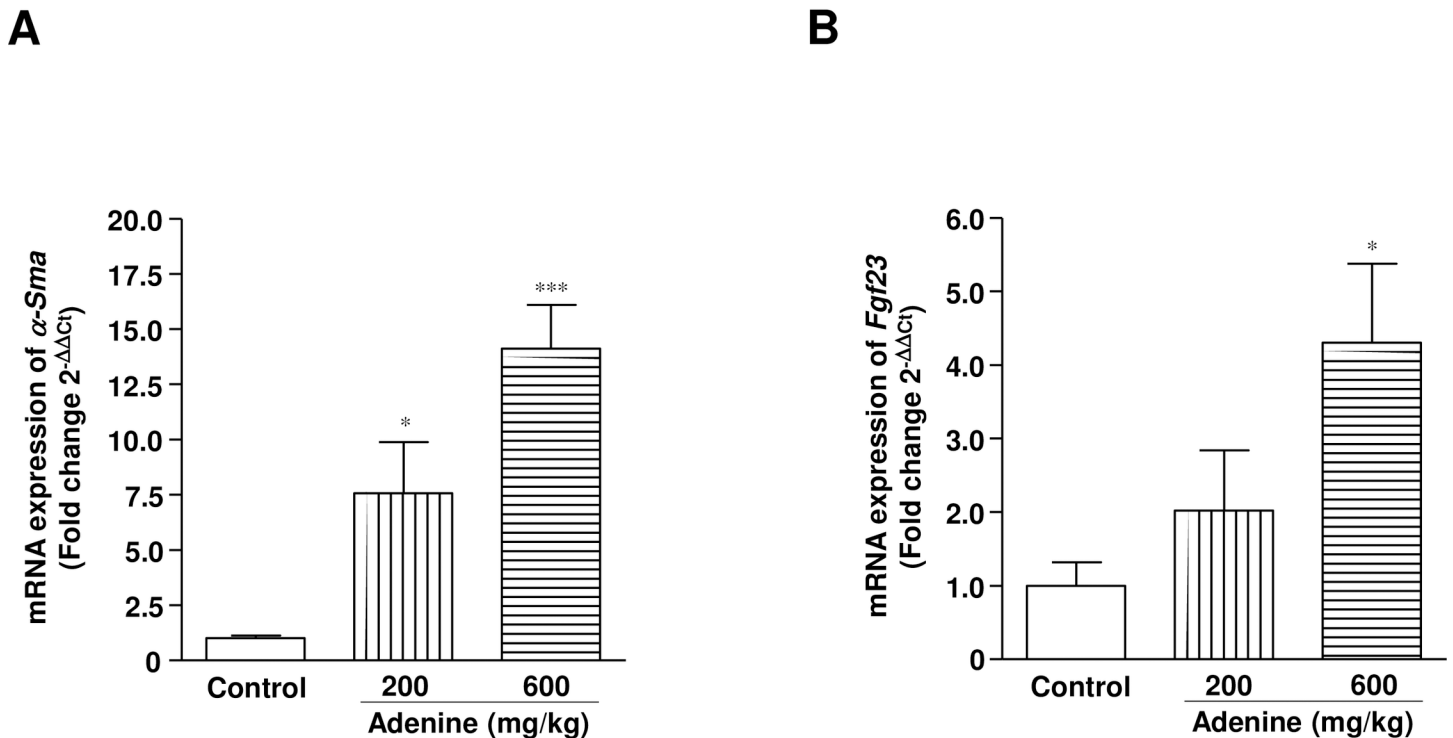 A
mRNA expression of α-Sma
(Fold change 2-ΔΔCt)
20.0
17.5
15.0
12.5
10.0
7.5
5.0
2.5
0
*
***
Control
200
600
Adenine (mg/kg)
B
mRNA expression of Fgf23
(Fold change 2-ΔΔCt)
6.0
5.0
4.0
3.0
2.0
1.0
0
*
Control
200
600
Adenine (mg/kg)